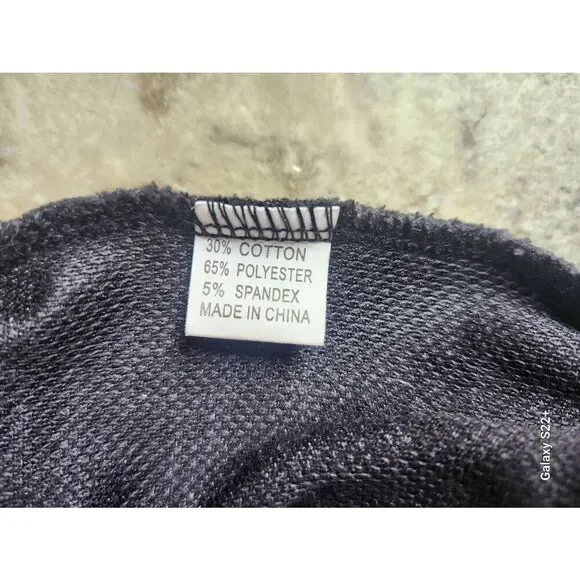 30% COTTON
65% POLYESTER
5% SPANDEX
MADE IN CHINA
Galaxy S22+